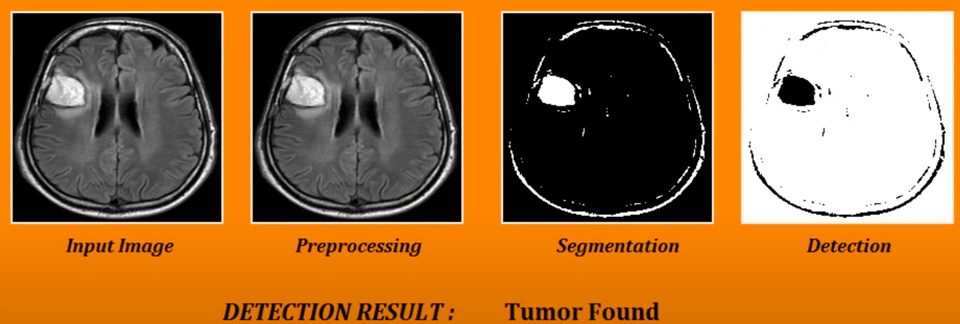 Input Image Preprocessing Segmentation Detection
DETECTION RESULT : Tumor Found